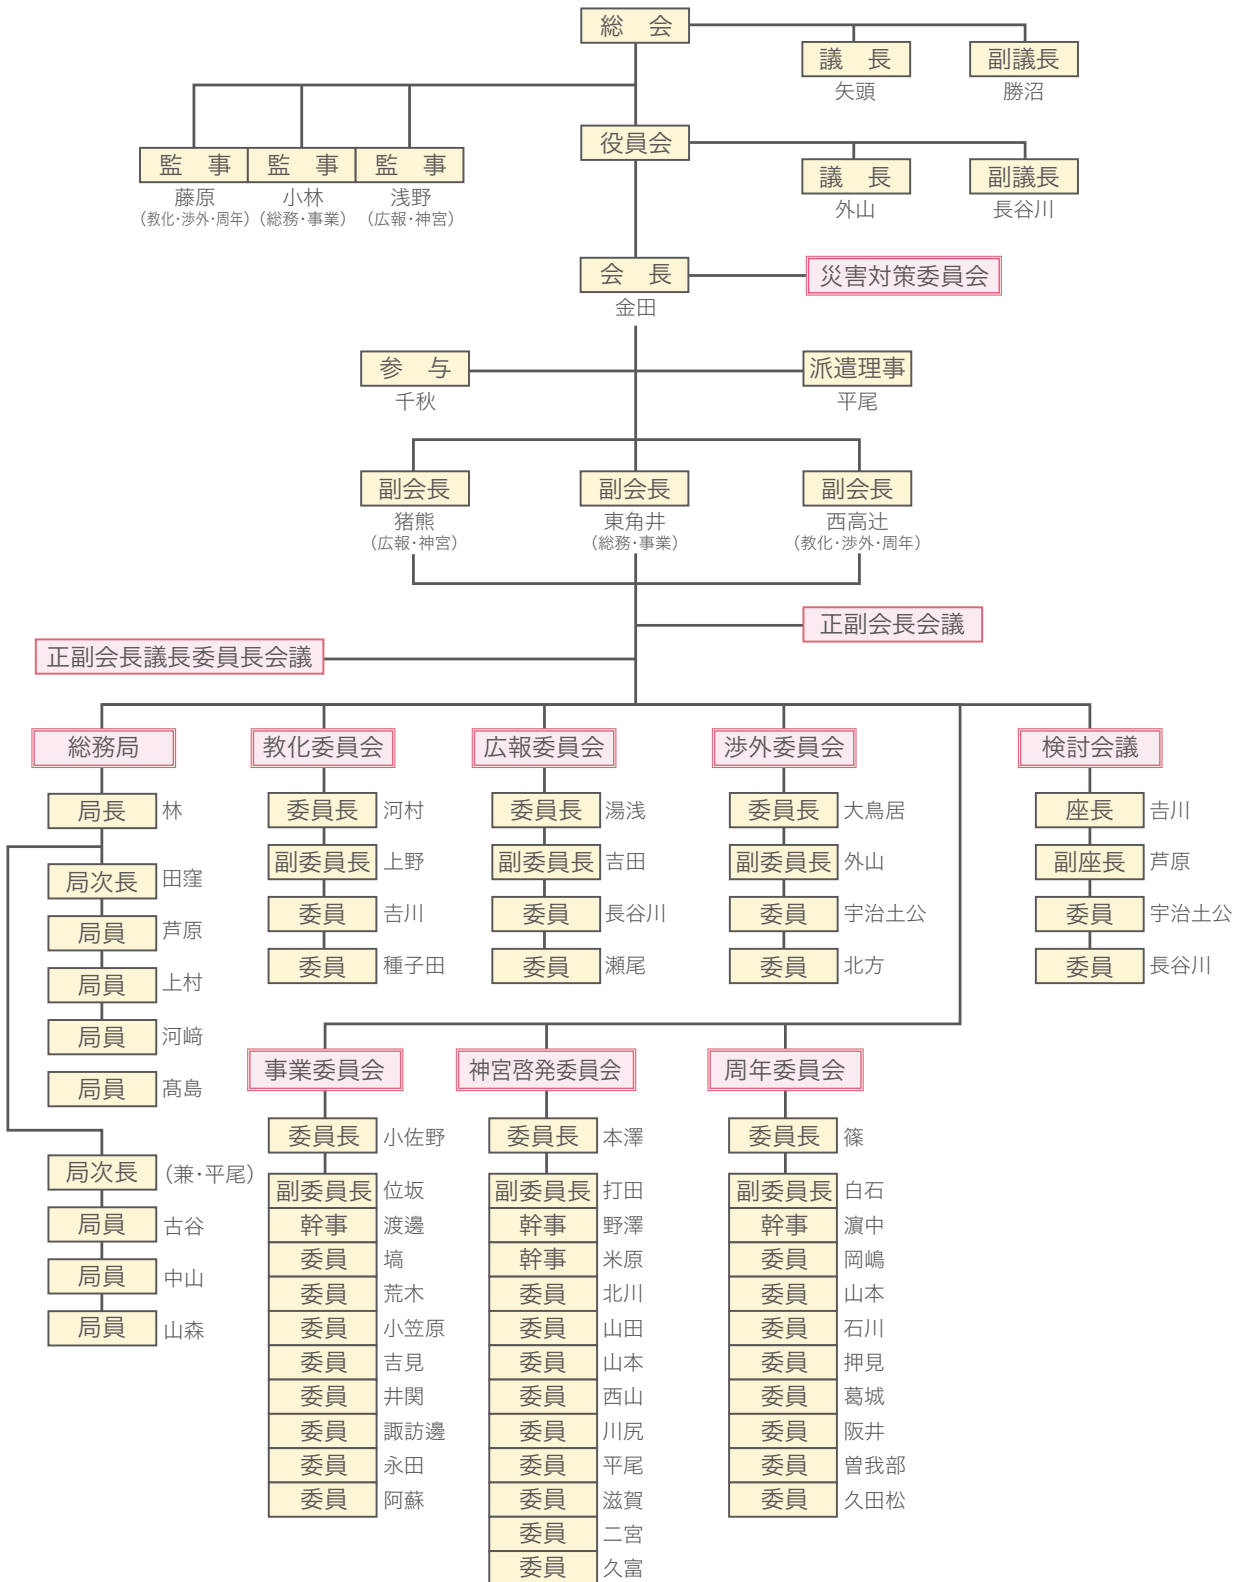 総　会
議　長
矢頭
副議長
勝沼
役員会
議　長
外山
副議長
長谷川
監　事
藤原
（教化・渉外・周年）
監　事
小林
（総務・事業）
監　事
浅野
（広報・神宮）
会　長
金田
災害対策委員会
参　与
千秋
派遣理事
平尾
副会長
猪熊
（広報・神宮）
副会長
東角井
（総務・事業）
副会長
西高辻
（教化・渉外・周年）
正副会長会議
正副会長議長委員長会議
総務局
局長 林
局次長 田窪
局員 芦原
局員 上村
局員 河﨑
局員 髙島
局次長 （兼・平尾）
局員 古谷
局員 中山
局員 山森
教化委員会
委員長 河村
副委員長 上野
委員 𠮷川
委員 種子田
広報委員会
委員長 湯浅
副委員長 吉田
委員 長谷川
委員 瀬尾
渉外委員会
委員長 大鳥居
副委員長 外山
委員 宇治土公
委員 北方
検討会議
座長 𠮷川
副座長 芦原
委員 宇治土公
委員 長谷川
事業委員会
委員長 小佐野
副委員長 位坂
幹事 渡邊
委員 塙
委員 荒木
委員 小笠原
委員 吉見
委員 井関
委員 諏訪邊
委員 永田
委員 阿蘇
神宮啓発委員会
委員長 本澤
副委員長 打田
幹事 野澤
幹事 米原
委員 北川
委員 山田
委員 山本
委員 西山
委員 川尻
委員 平尾
委員 滋賀
委員 二宮
委員 久富
周年委員会
委員長 篠
副委員長 白石
幹事 濵中
委員 岡嶋
委員 山本
委員 石川
委員 押見
委員 葛城
委員 阪井
委員 曽我部
委員 久田松